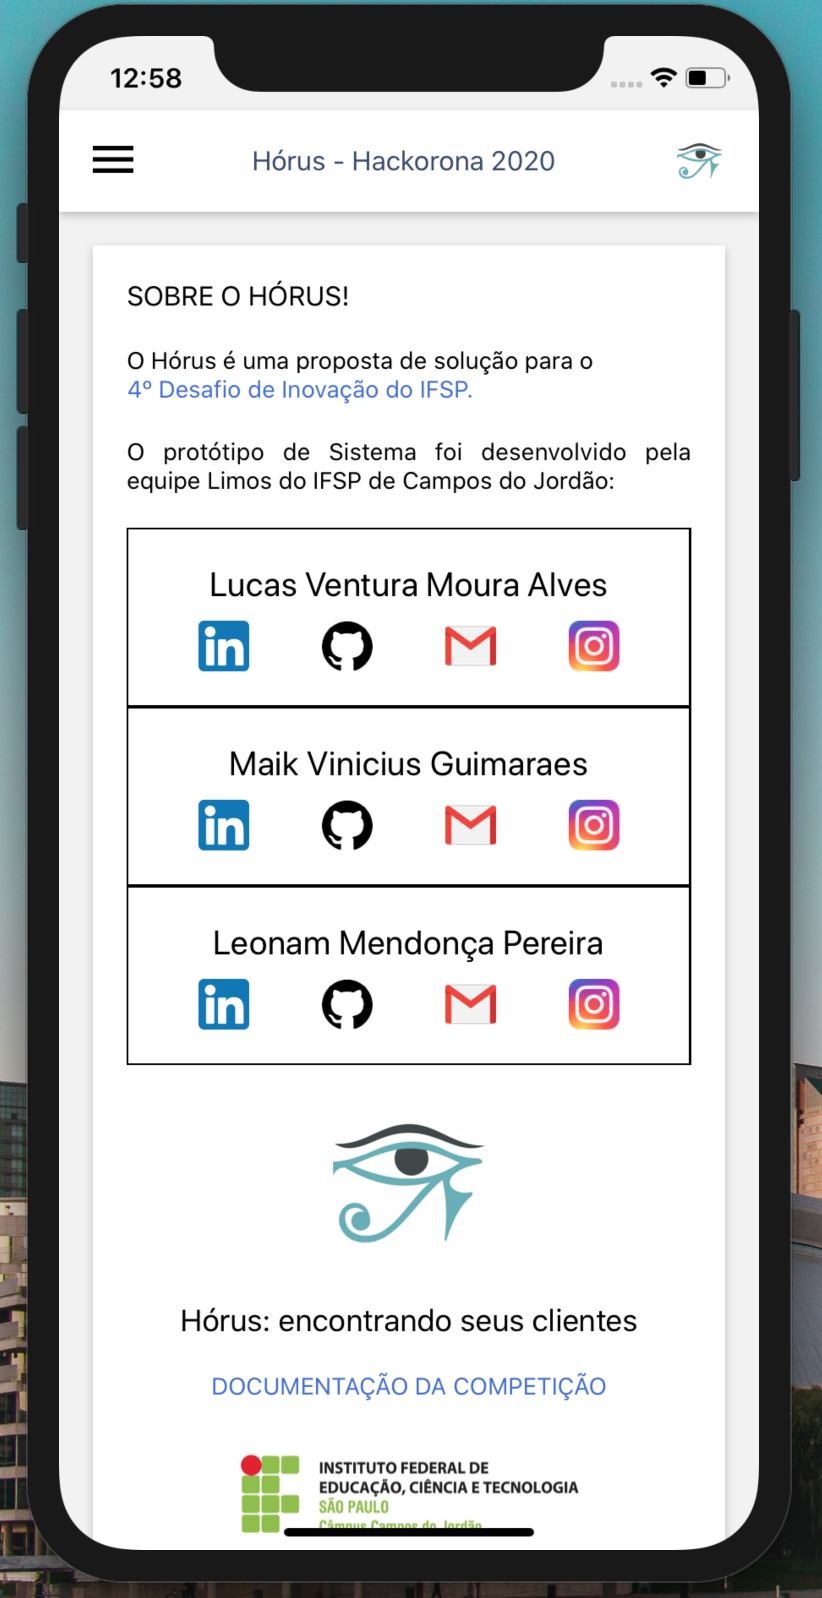 12:58
Hórus - Hackorona 2020
SOBRE O HÓRUS!
O Hórus é uma proposta de solução para o
4º Desafio de Inovação do IFSP.
O protótipo de Sistema foi desenvolvido pela
equipe Limos do IFSP de Campos do Jordão:
Lucas Ventura Moura Alves
in
Maik Vinicius Guimaraes
in
Leonam Mendonça Pereira
in
Hórus: encontrando seus clientes
DOCUMENTAÇÃO DA COMPETIÇÃO
INSTITUTO FEDERAL DE
EDUCAÇÃO, CIÊNCIA E TECNOLOGIA
SÃO PAULO
Câmpus Campos do Jordão